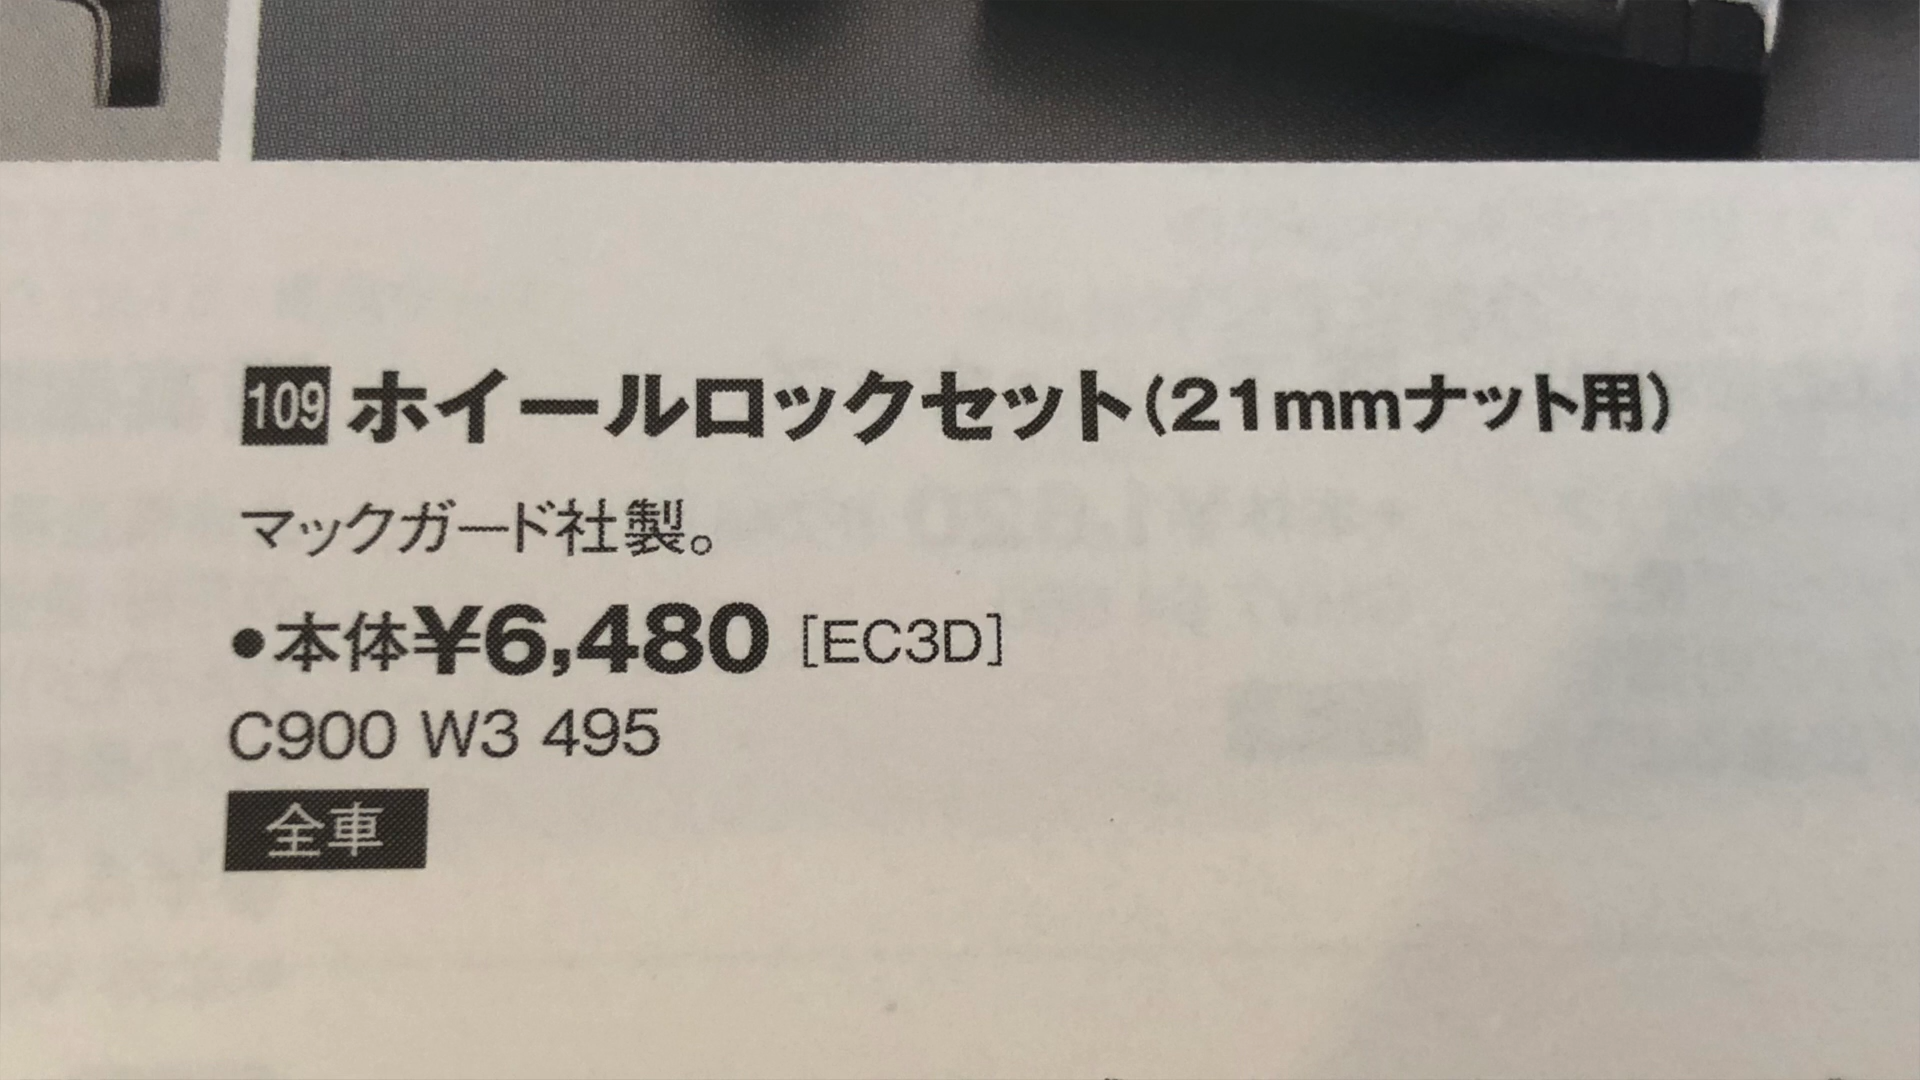 109 ホイールロックセット（21mmナット用）
マックガード社製。
●本体¥6,480［EC3D］
C900 W3 495
全車